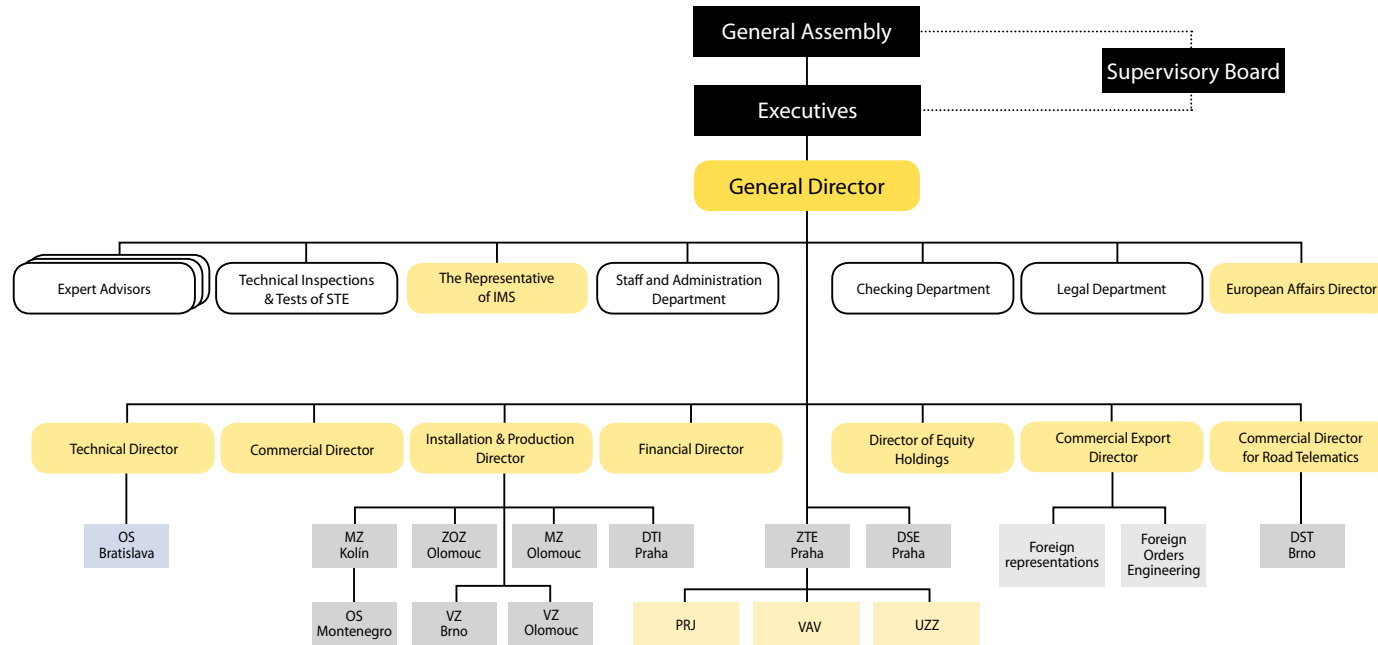 General Assembly
Supervisory Board
Executives
General Director
Expert Advisors
Technical Inspections
& Tests of STE
The Representative
of IMS
Staff and Administration
Department
Checking Department
Legal Department
European Affairs Director
Technical Director
Commercial Director
Installation & Production
Director
Financial Director
Director of Equity
Holdings
Commercial Export
Director
Commercial Director
for Road Telematics
OS
Bratislava
MZ
Kolín
ZOZ
Olomouc
MZ
Olomouc
DTI
Praha
ZTE
Praha
DSE
Praha
Foreign
representations
Foreign
Orders
Engineering
DST
Brno
OS
Montenegro
VZ
Brno
VZ
Olomouc
PRJ
VAV
UZZ